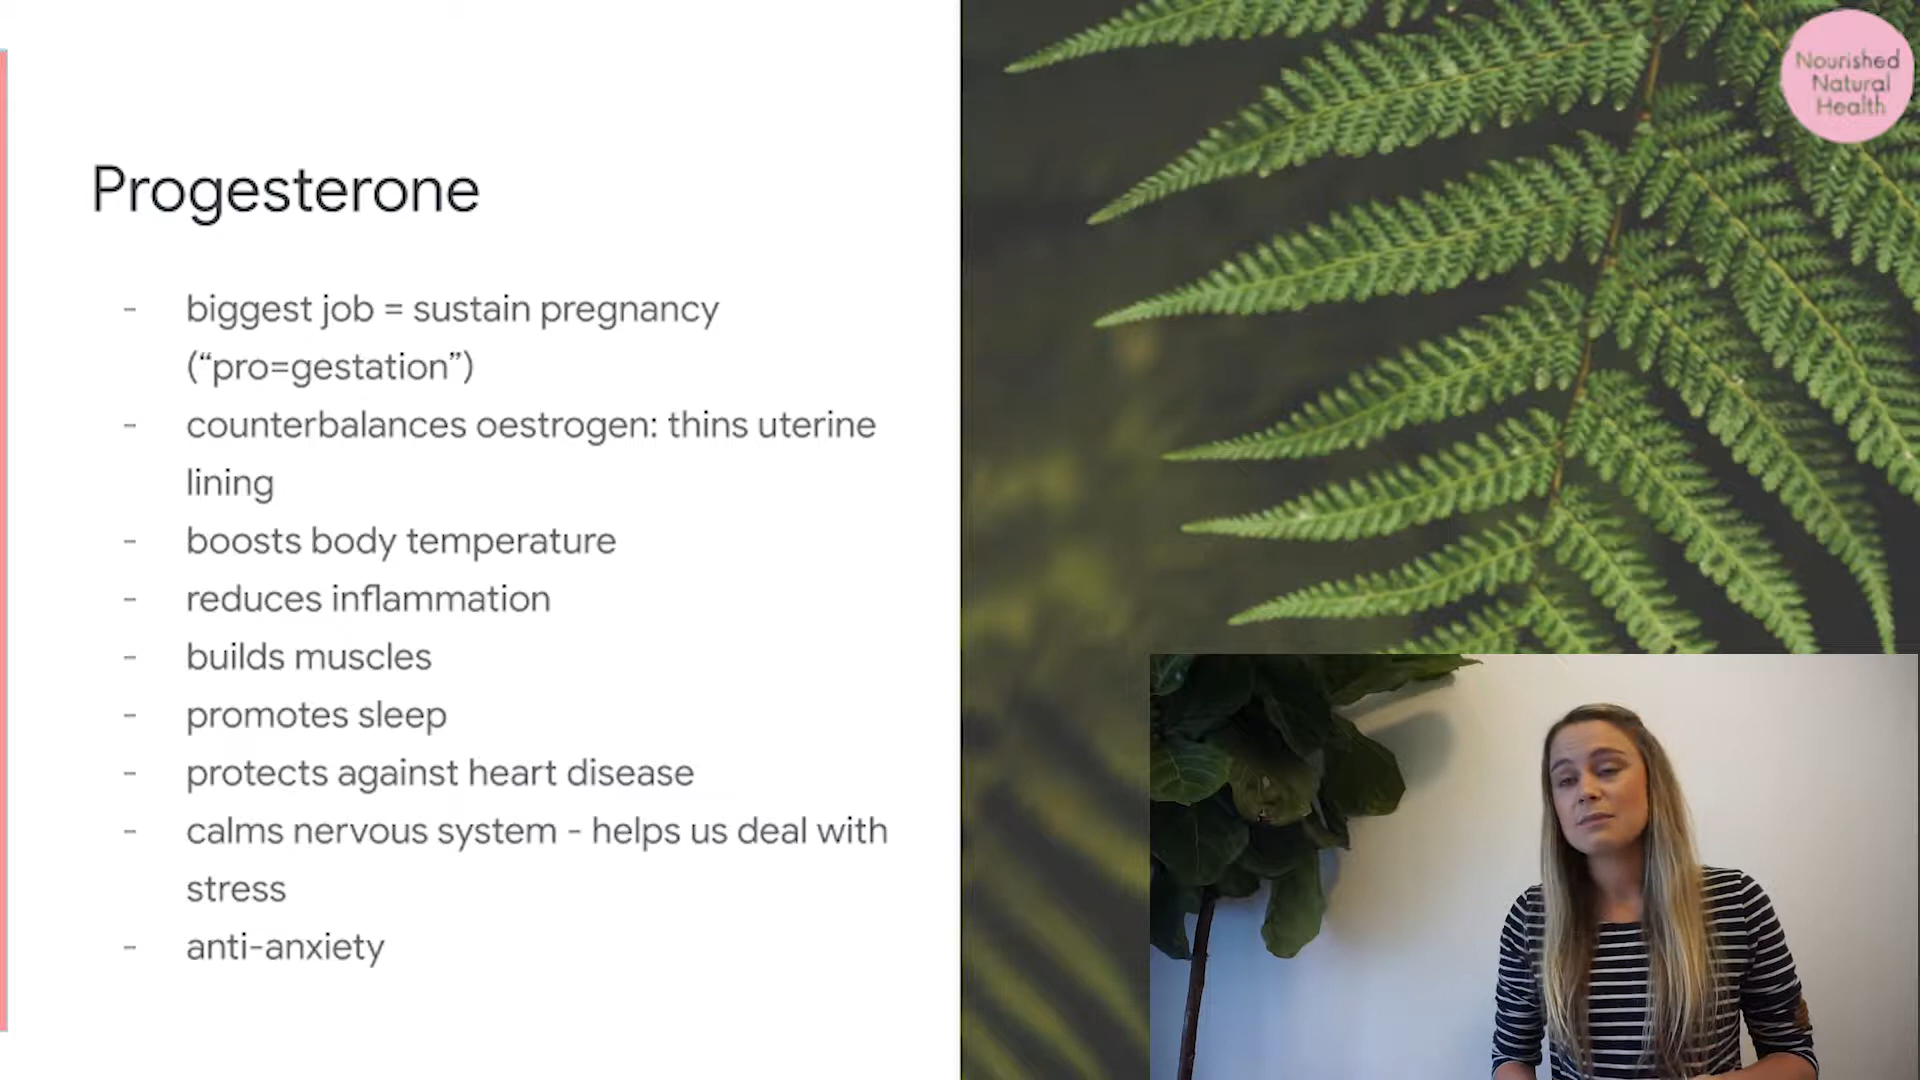 Nourished
Natural
Health
Progesterone
- biggest job = sustain pregnancy
(“pro=gestation”)
- counterbalances oestrogen: thins uterine
lining
- boosts body temperature
- reduces inflammation
- builds muscles
- promotes sleep
- protects against heart disease
- calms nervous system - helps us deal with
stress
- anti-anxiety